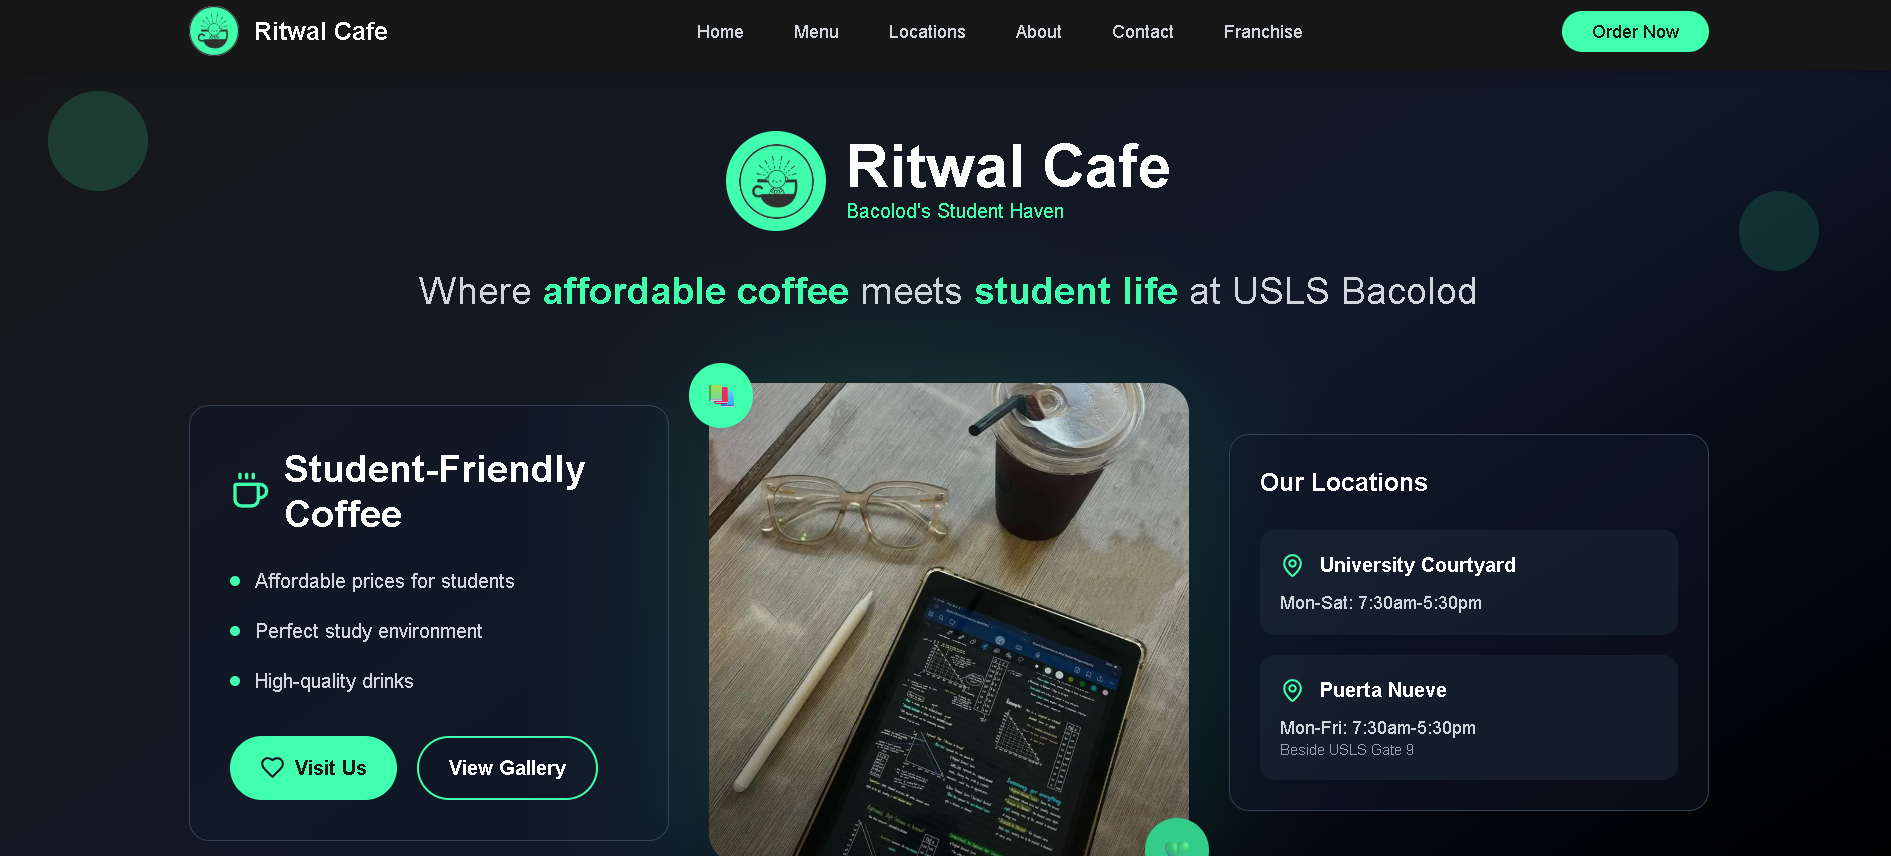 Ritwal Cafe
Home
Menu
Locations
About
Contact
Franchise
Order Now
Ritwal Cafe
Bacolod's Student Haven
Where affordable coffee meets student life at USLS Bacolod
Student-Friendly
Coffee
Affordable prices for students
Perfect study environment
High-quality drinks
Visit Us
View Gallery
Our Locations
University Courtyard
Mon-Sat: 7:30am-5:30pm
Puerta Nueve
Mon-Fri: 7:30am-5:30pm
Beside USLS Gate 9